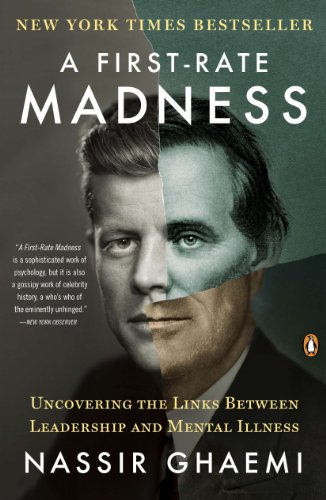 NEW YORK TIMES BESTSELLER
A FIRST-RATE
MADNESS
"A First-Rate Madness
is a sophisticated work of
psychology, but it is also
a gossipy work of celebrity
history, a who's who of
the eminently unhinged."
—NEW YORK OBSERVER
UNCOVERING THE LINKS BETWEEN
LEADERSHIP AND MENTAL ILLNESS
NASSIR GHAEMI